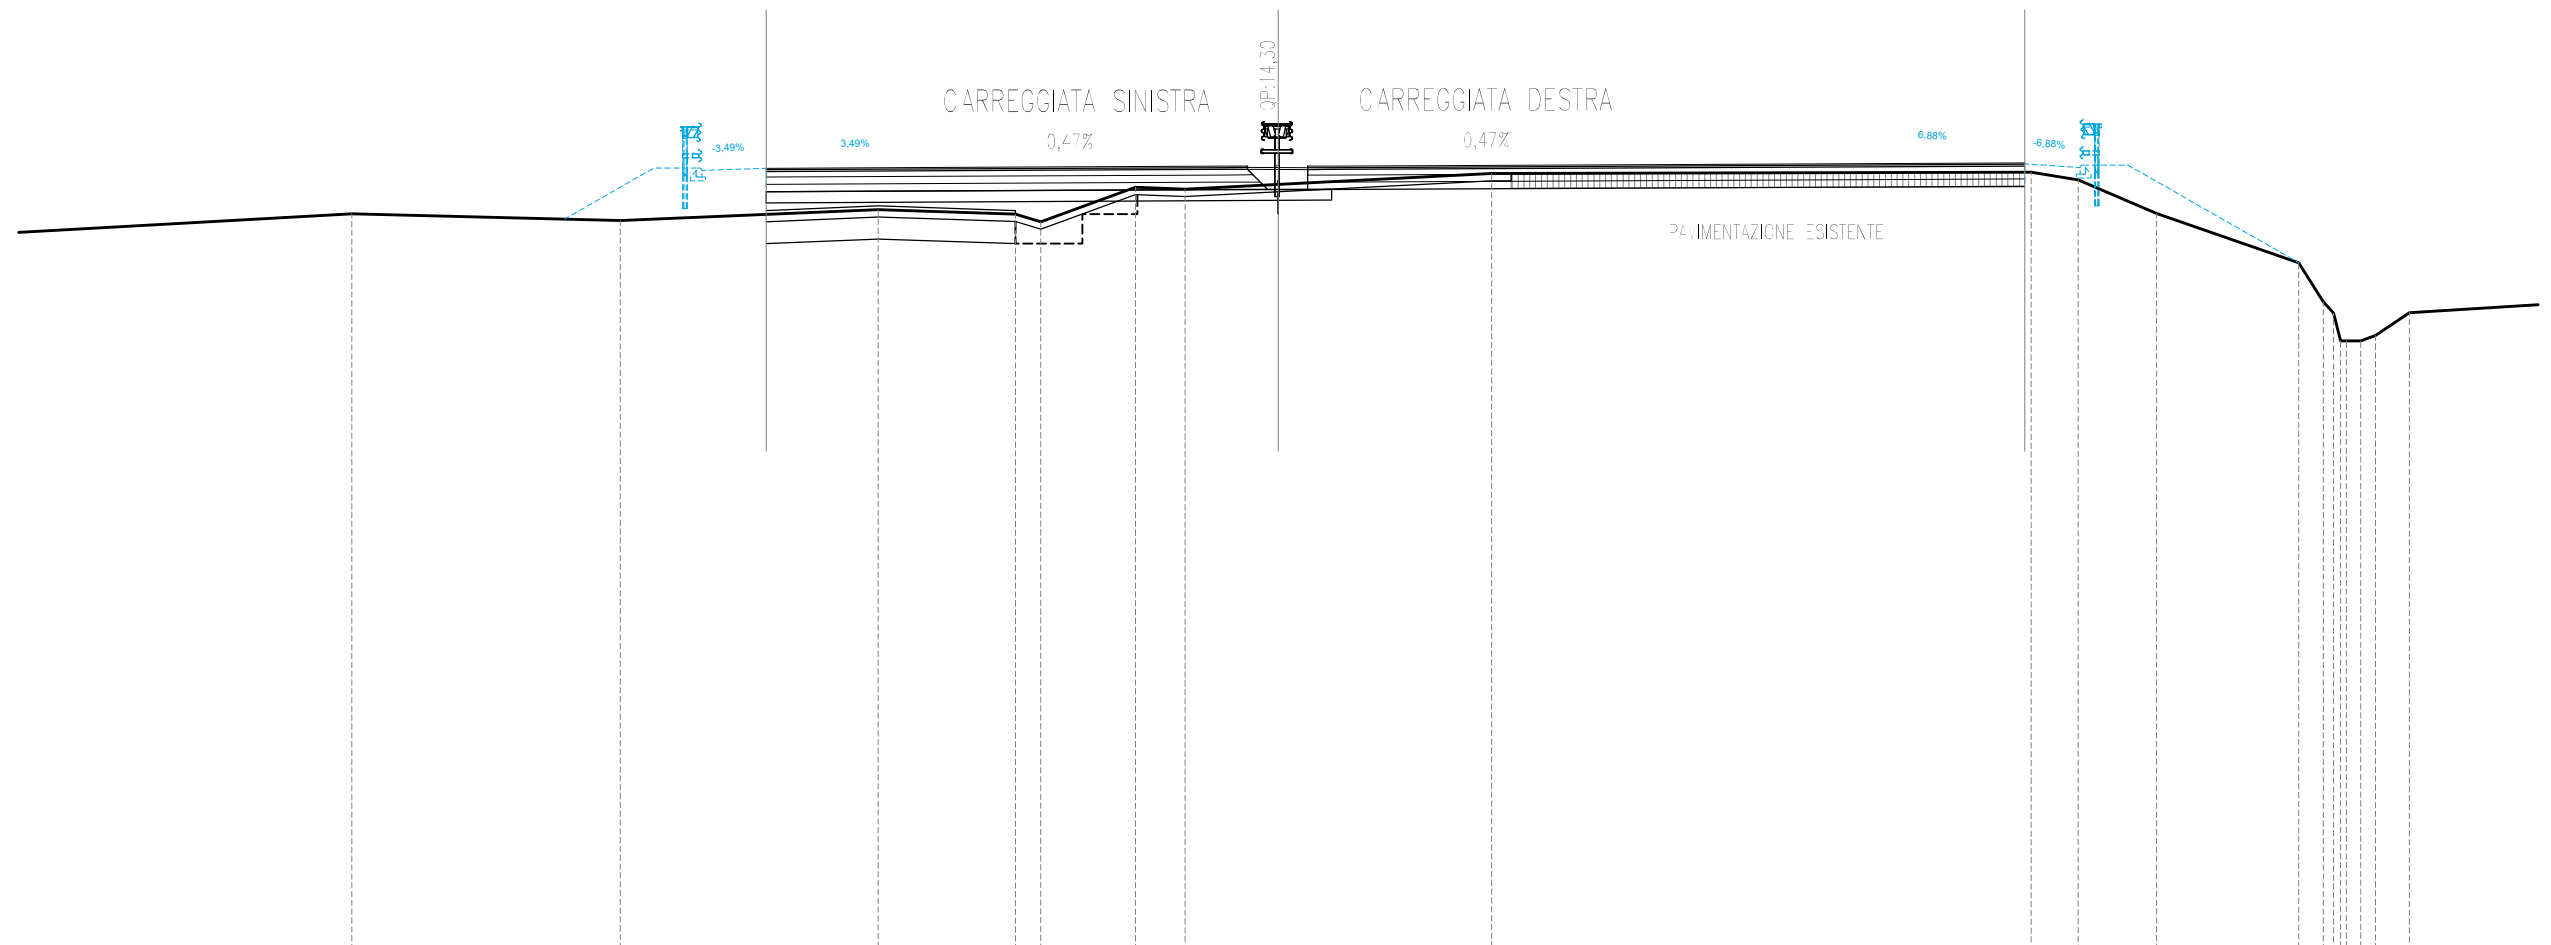 QP:14,30
CARREGGIATA SINISTRA
CARREGGIATA DESTRA
0,47%
0,47%
-3,49%
3,49%
6,88%
-6,88%
PAVIMENTAZIONE ESISTENTE